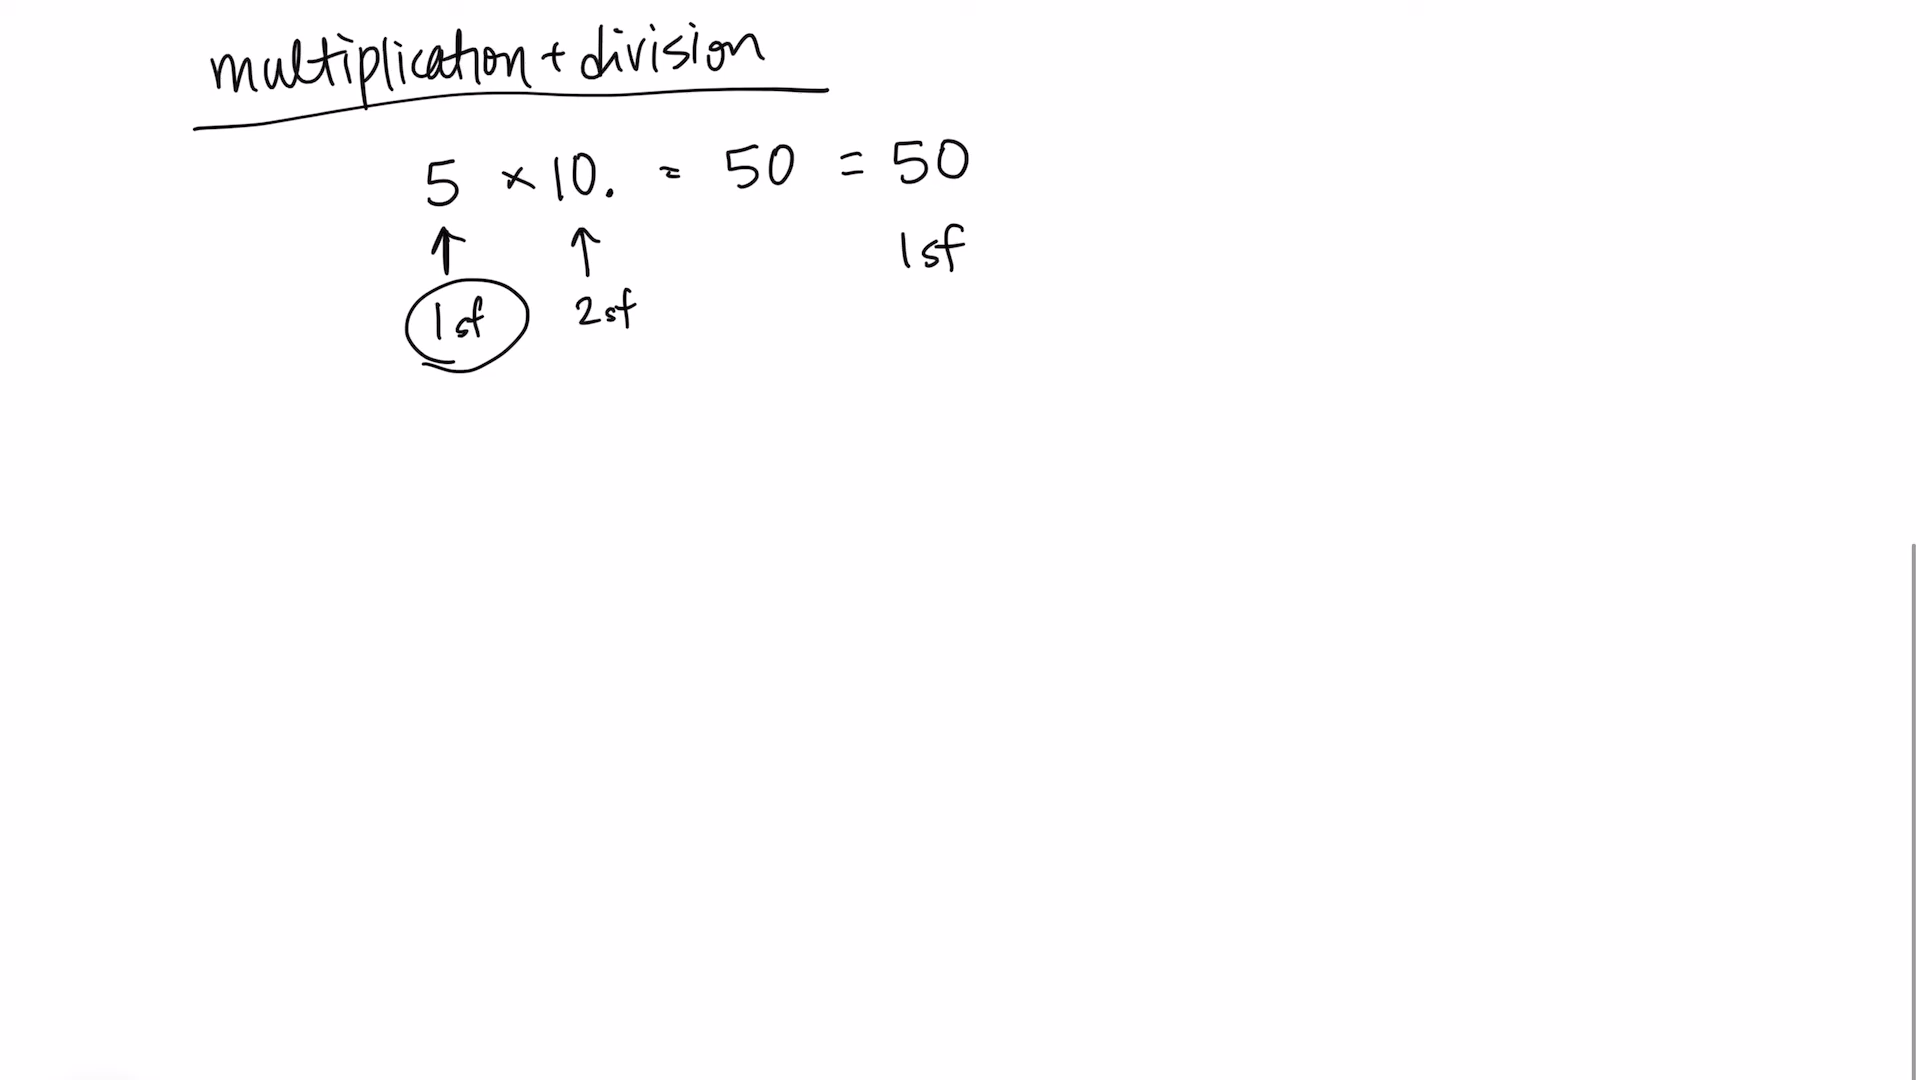 multiplication + division
5 × 10. = 50 = 50
↑ ↑ 1sf
1sf 2sf